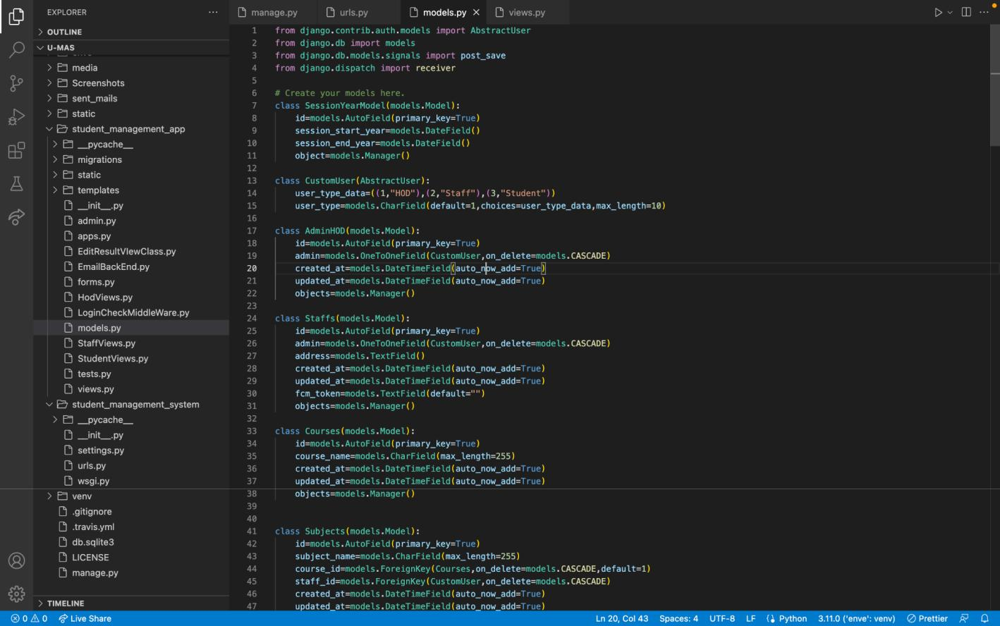 EXPLORER
OUTLINE
U-MAS
media
Screenshots
sent_mails
static
student_management_app
__pycache__
migrations
static
templates
__init__.py
admin.py
apps.py
EditResultVIewClass.py
EmailBackEnd.py
forms.py
HodViews.py
LoginCheckMiddleWare.py
models.py
StaffViews.py
StudentViews.py
tests.py
views.py
student_management_system
__pycache__
__init__.py
settings.py
urls.py
wsgi.py
venv
.gitignore
.travis.yml
db.sqlite3
LICENSE
manage.py
TIMELINE
manage.py urls.py models.py views.py
1 from django.contrib.auth.models import AbstractUser
2 from django.db import models
3 from django.db.models.signals import post_save
4 from django.dispatch import receiver
5
6 # Create your models here.
7 class SessionYearModel(models.Model):
8 id=models.AutoField(primary_key=True)
9 session_start_year=models.DateField()
10 session_end_year=models.DateField()
11 object=models.Manager()
12
13 class CustomUser(AbstractUser):
14 user_type_data=((1,"HOD"),(2,"Staff"),(3,"Student"))
15 user_type=models.CharField(default=1,choices=user_type_data,max_length=10)
16
17 class AdminHOD(models.Model):
18 id=models.AutoField(primary_key=True)
19 admin=models.OneToOneField(CustomUser,on_delete=models.CASCADE)
20 created_at=models.DateTimeField(auto_now_add=True)
21 updated_at=models.DateTimeField(auto_now_add=True)
22 objects=models.Manager()
23
24 class Staffs(models.Model):
25 id=models.AutoField(primary_key=True)
26 admin=models.OneToOneField(CustomUser,on_delete=models.CASCADE)
27 address=models.TextField()
28 created_at=models.DateTimeField(auto_now_add=True)
29 updated_at=models.DateTimeField(auto_now_add=True)
30 fcm_token=models.TextField(default="")
31 objects=models.Manager()
32
33 class Courses(models.Model):
34 id=models.AutoField(primary_key=True)
35 course_name=models.CharField(max_length=255)
36 created_at=models.DateTimeField(auto_now_add=True)
37 updated_at=models.DateTimeField(auto_now_add=True)
38 objects=models.Manager()
39
40
41 class Subjects(models.Model):
42 id=models.AutoField(primary_key=True)
43 subject_name=models.CharField(max_length=255)
44 course_id=models.ForeignKey(Courses,on_delete=models.CASCADE,default=1)
45 staff_id=models.ForeignKey(CustomUser,on_delete=models.CASCADE)
46 created_at=models.DateTimeField(auto_now_add=True)
47 updated_at=models.DateTimeField(auto_now_add=True)
0 0 Live Share Ln 20, Col 43 Spaces: 4 UTF-8 LF Python 3.11.0 ('enve': venv) Prettier